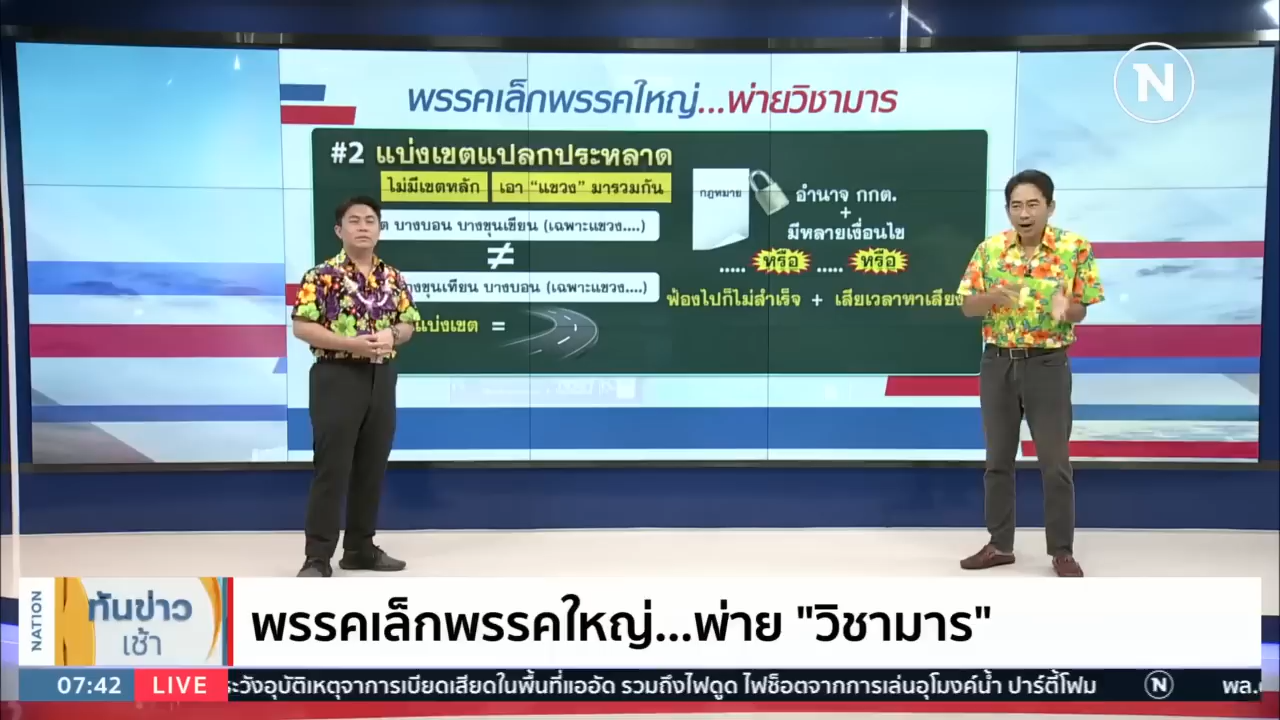 N
พรรคเล็กพรรคใหญ่...พ่ายวิชามาร
#2 แบ่งเขตแปลกประหลาด
ไม่มีเขตหลัก เอา "แขวง" มารวมกัน
บางบอน บางขุนเขียน (เฉพาะแขวง....)
≠
บางขุนเทียน บางบอน (เฉพาะแขวง....)
แบ่งเขต =
กฎหมาย
อำนาจ กกต.
+
มีหลายเงื่อนไข
..... หรือ ..... หรือ
ฟ้องไปก็ไม่สำเร็จ + เสียเวลาหาเสียง
NATION
ทันข่าว
เช้า
พรรคเล็กพรรคใหญ่...พ่าย "วิชามาร"
07:42 LIVE ระวังอุบัติเหตุจาการเบียดเสียดในพื้นที่แออัด รวมถึงไฟดูด ไฟช็อตจากการเล่นอุโมงค์น้ำ ปาร์ตี้โฟม N พล.